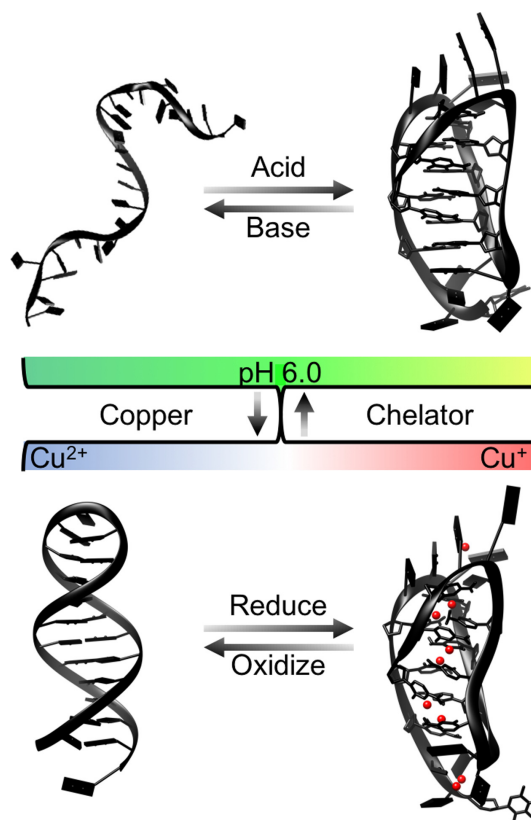 Acid
Base
pH 6.0
Copper
Chelator
Cu²⁺
Cu⁺
Reduce
Oxidize